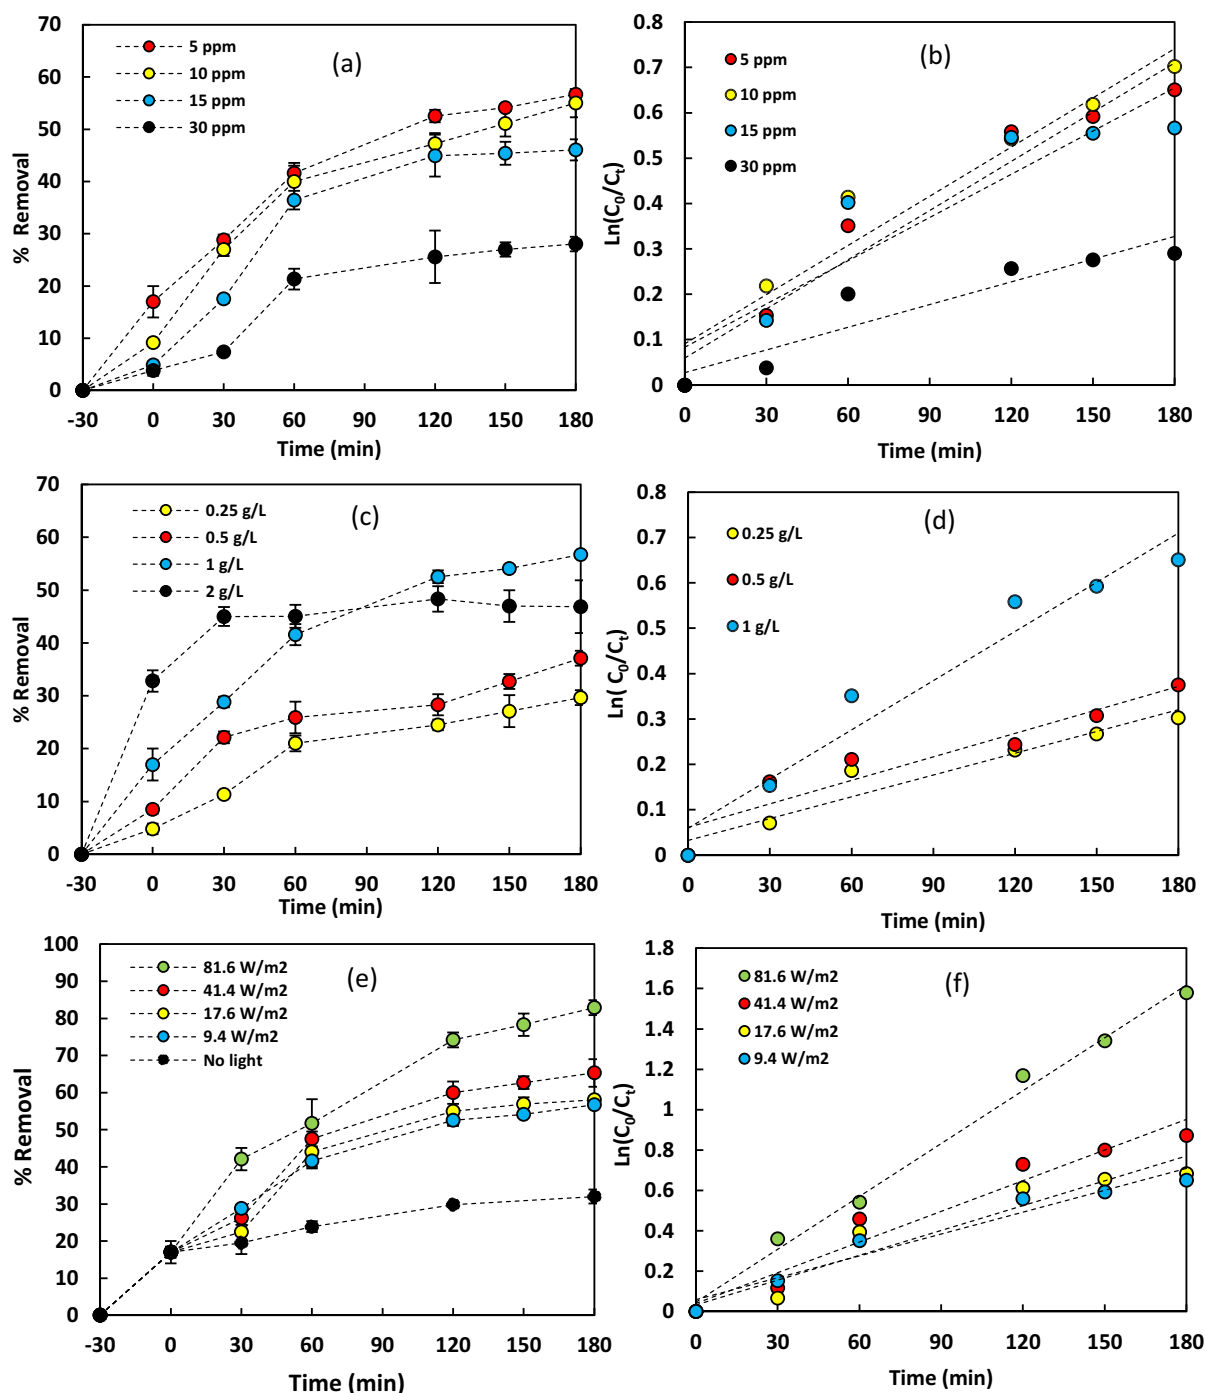 70
60
50
40
30
20
10
0
% Removal
5 ppm
10 ppm
15 ppm
30 ppm
(a)
-30 0 30 60 90 120 150 180
Time (min)
0.8
0.7
0.6
0.5
0.4
0.3
0.2
0.1
0
Ln(C₀/Cₜ)
5 ppm
10 ppm
15 ppm
30 ppm
(b)
0 30 60 90 120 150 180
Time (min)
70
60
50
40
30
20
10
0
% Removal
0.25 g/L
0.5 g/L
1 g/L
2 g/L
(c)
-30 0 30 60 90 120 150 180
Time (min)
0.8
0.7
0.6
0.5
0.4
0.3
0.2
0.1
0
Ln( C₀/Cₜ)
0.25 g/L
0.5 g/L
1 g/L
(d)
0 30 60 90 120 150 180
Time (min)
100
90
80
70
60
50
40
30
20
10
0
% Removal
81.6 W/m2
41.4 W/m2
17.6 W/m2
9.4 W/m2
No light
(e)
-30 0 30 60 90 120 150 180
Time (min)
1.8
1.6
1.4
1.2
1
0.8
0.6
0.4
0.2
0
Ln(C₀/Cₜ)
81.6 W/m2
41.4 W/m2
17.6 W/m2
9.4 W/m2
(f)
0 30 60 90 120 150 180
Time (min)